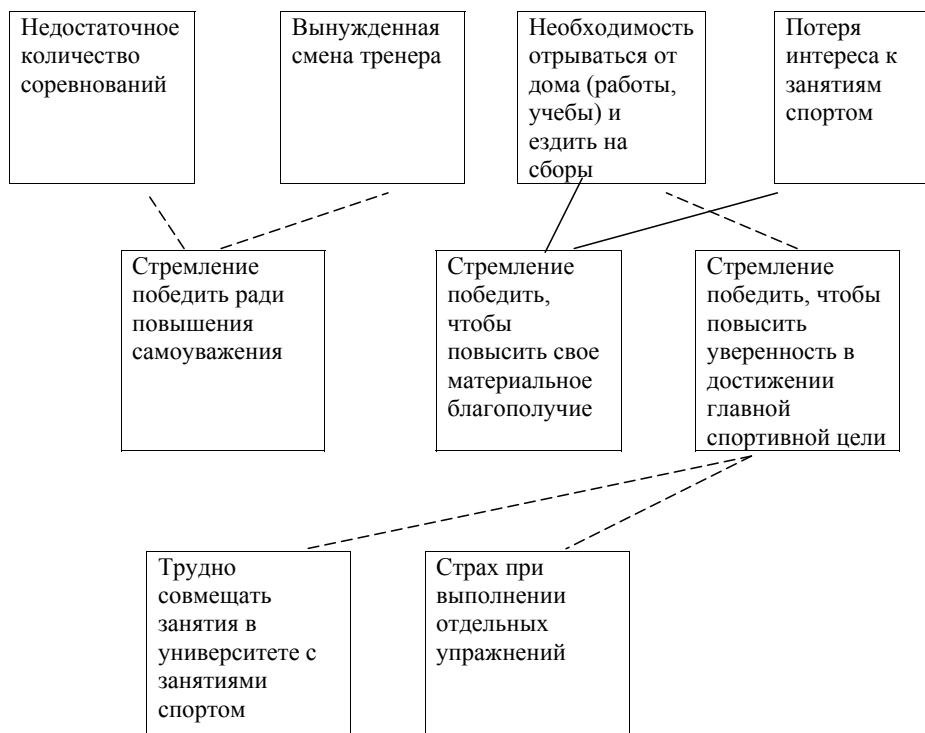 Недостаточное
количество
соревнований
Вынужденная
смена тренера
Необходимость
отрываться от
дома (работы,
учебы) и
ездить на
сборы
Потеря
интереса к
занятиям
спортом
Стремление
победить ради
повышения
самоуважения
Стремление
победить,
чтобы
повысить свое
материальное
благополучие
Стремление
победить, чтобы
повысить
уверенность в
достижении
главной
спортивной цели
Трудно
совмещать
занятия в
университете с
занятиями
спортом
Страх при
выполнении
отдельных
упражнений